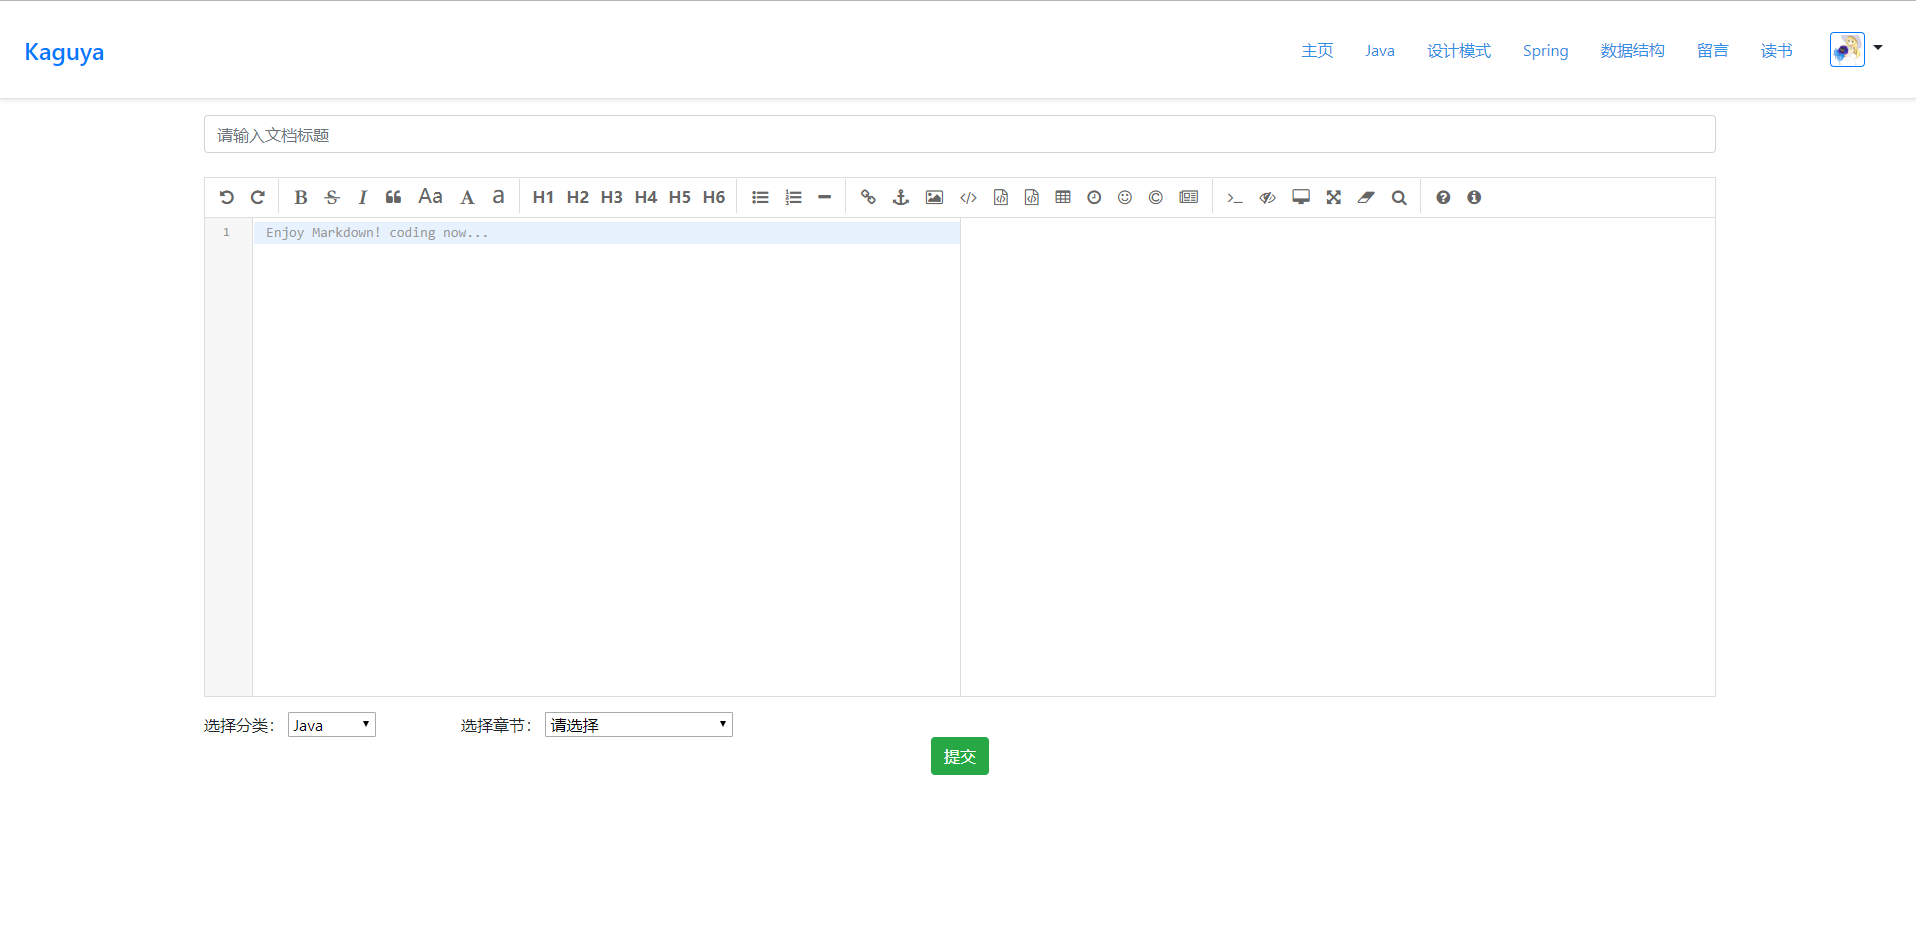 Kaguya 主页 Java 设计模式 Spring 数据结构 留言 读书
请输入文档标题
B S I Aa A a H1 H2 H3 H4 H5 H6
1 Enjoy Markdown! coding now...
选择分类： Java 选择章节： 请选择
提交